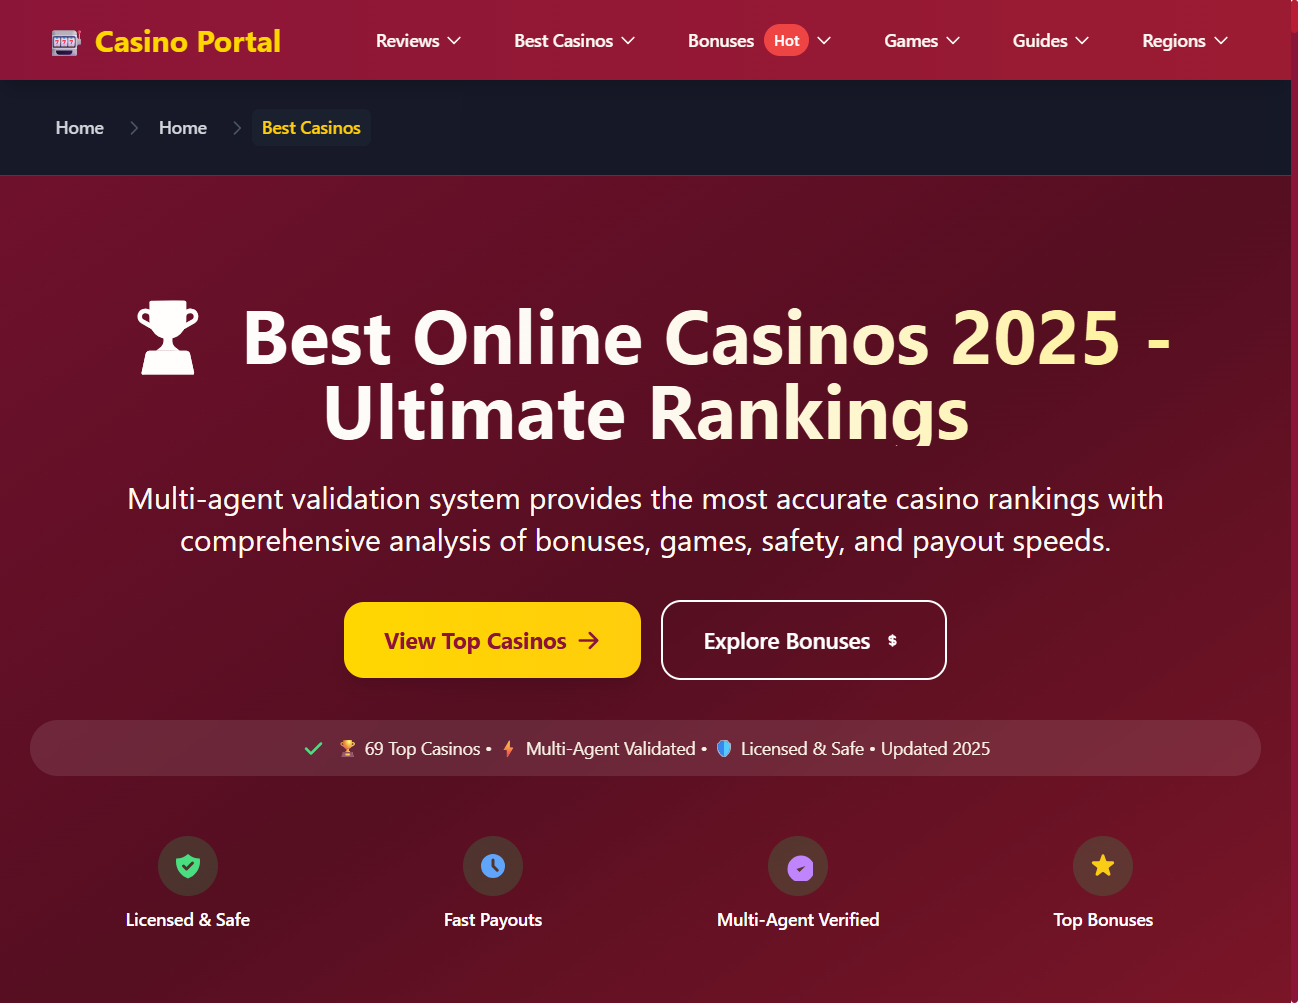 Casino Portal
Reviews
Best Casinos
Bonuses
Hot
Games
Guides
Regions
Home
Home
Best Casinos
Best Online Casinos 2025 -
Ultimate Rankings
Multi-agent validation system provides the most accurate casino rankings with
comprehensive analysis of bonuses, games, safety, and payout speeds.
View Top Casinos →
Explore Bonuses $
69 Top Casinos • Multi-Agent Validated • Licensed & Safe • Updated 2025
Licensed & Safe
Fast Payouts
Multi-Agent Verified
Top Bonuses